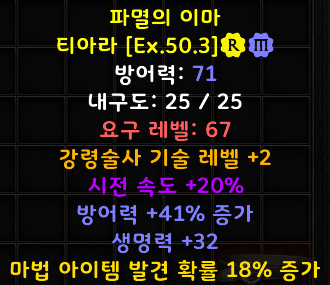 파멸의 이마
티아라 [Ex.50.3] R m
방어력: 71
내구도: 25 / 25
요구 레벨: 67
강령술사 기술 레벨 +2
시전 속도 +20%
방어력 +41% 증가
생명력 +32
마법 아이템 발견 확률 18% 증가